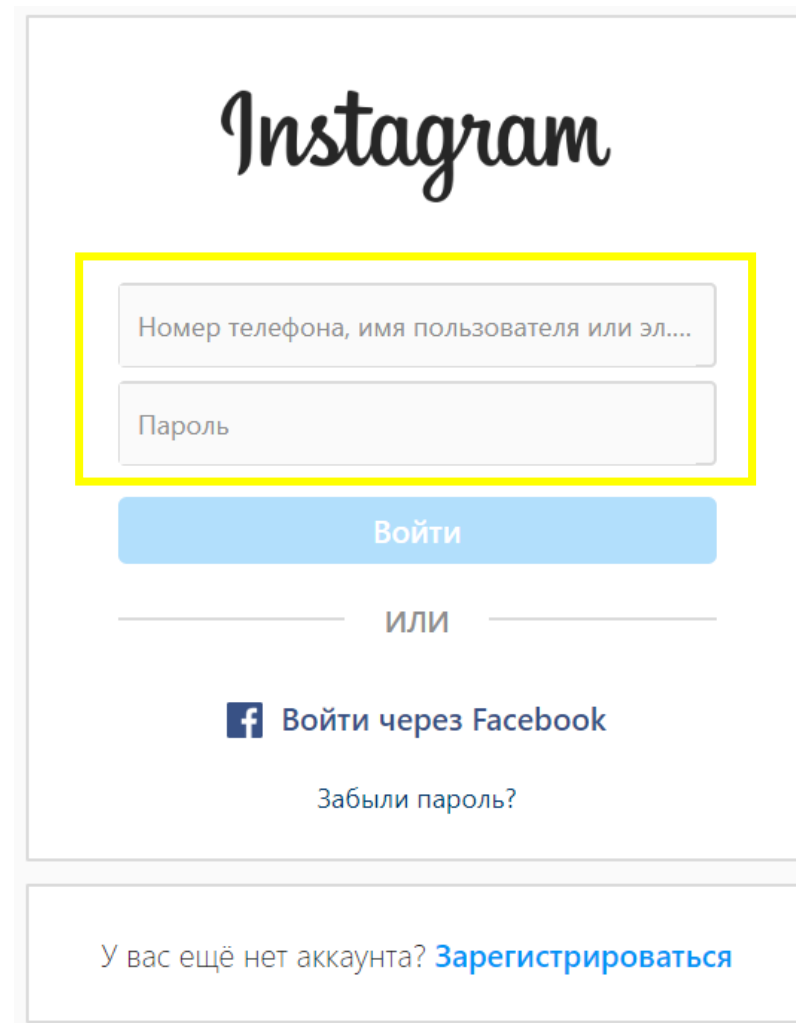 Instagram
Номер телефона, имя пользователя или эл....
Пароль
Войти
ИЛИ
Войти через Facebook
Забыли пароль?
У вас ещё нет аккаунта? Зарегистрироваться